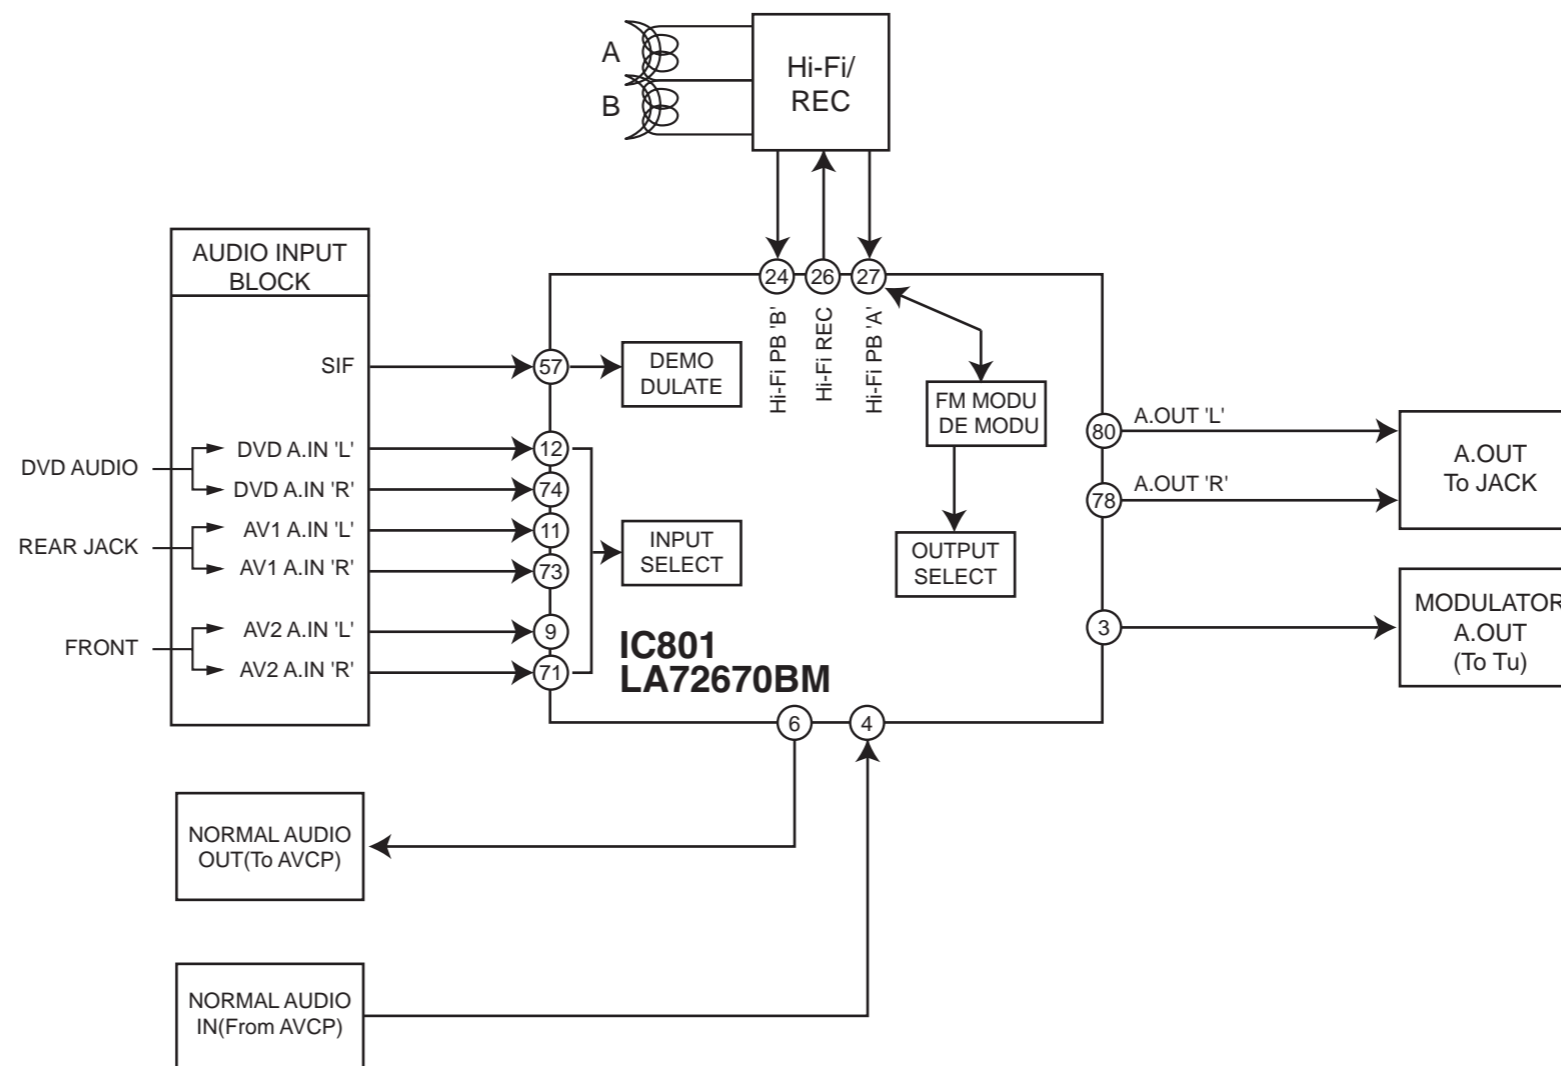 A
B
Hi-Fi/
REC
AUDIO INPUT
BLOCK
SIF
DVD A.IN 'L'
DVD A.IN 'R'
AV1 A.IN 'L'
AV1 A.IN 'R'
AV2 A.IN 'L'
AV2 A.IN 'R'
DVD AUDIO
REAR JACK
FRONT
57
12
74
11
73
9
71
24
26
27
Hi-Fi PB 'B'
Hi-Fi REC
Hi-Fi PB 'A'
DEMO
DULATE
INPUT
SELECT
FM MODU
DE MODU
OUTPUT
SELECT
IC801
LA72670BM
80
A.OUT 'L'
78
A.OUT 'R'
3
A.OUT
To JACK
MODULATOR
A.OUT
(To Tu)
6
4
NORMAL AUDIO
OUT(To AVCP)
NORMAL AUDIO
IN(From AVCP)